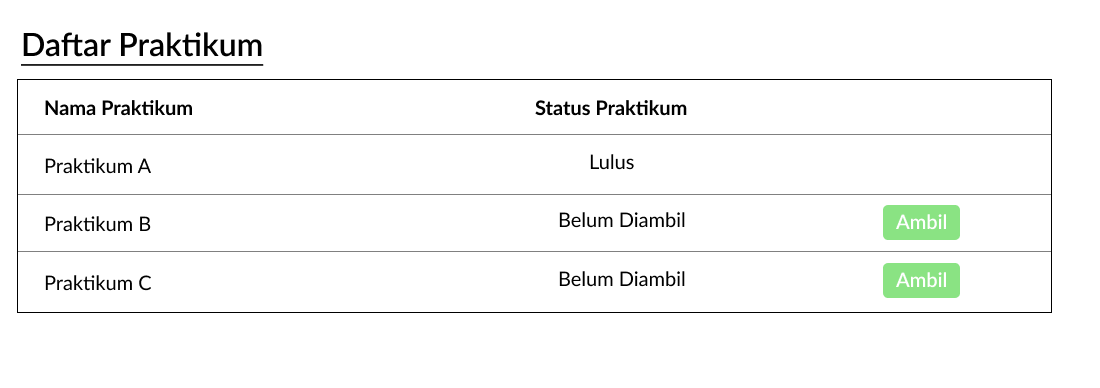 Daftar Praktikum
Nama Praktikum Status Praktikum
Praktikum A Lulus
Praktikum B Belum Diambil Ambil
Praktikum C Belum Diambil Ambil